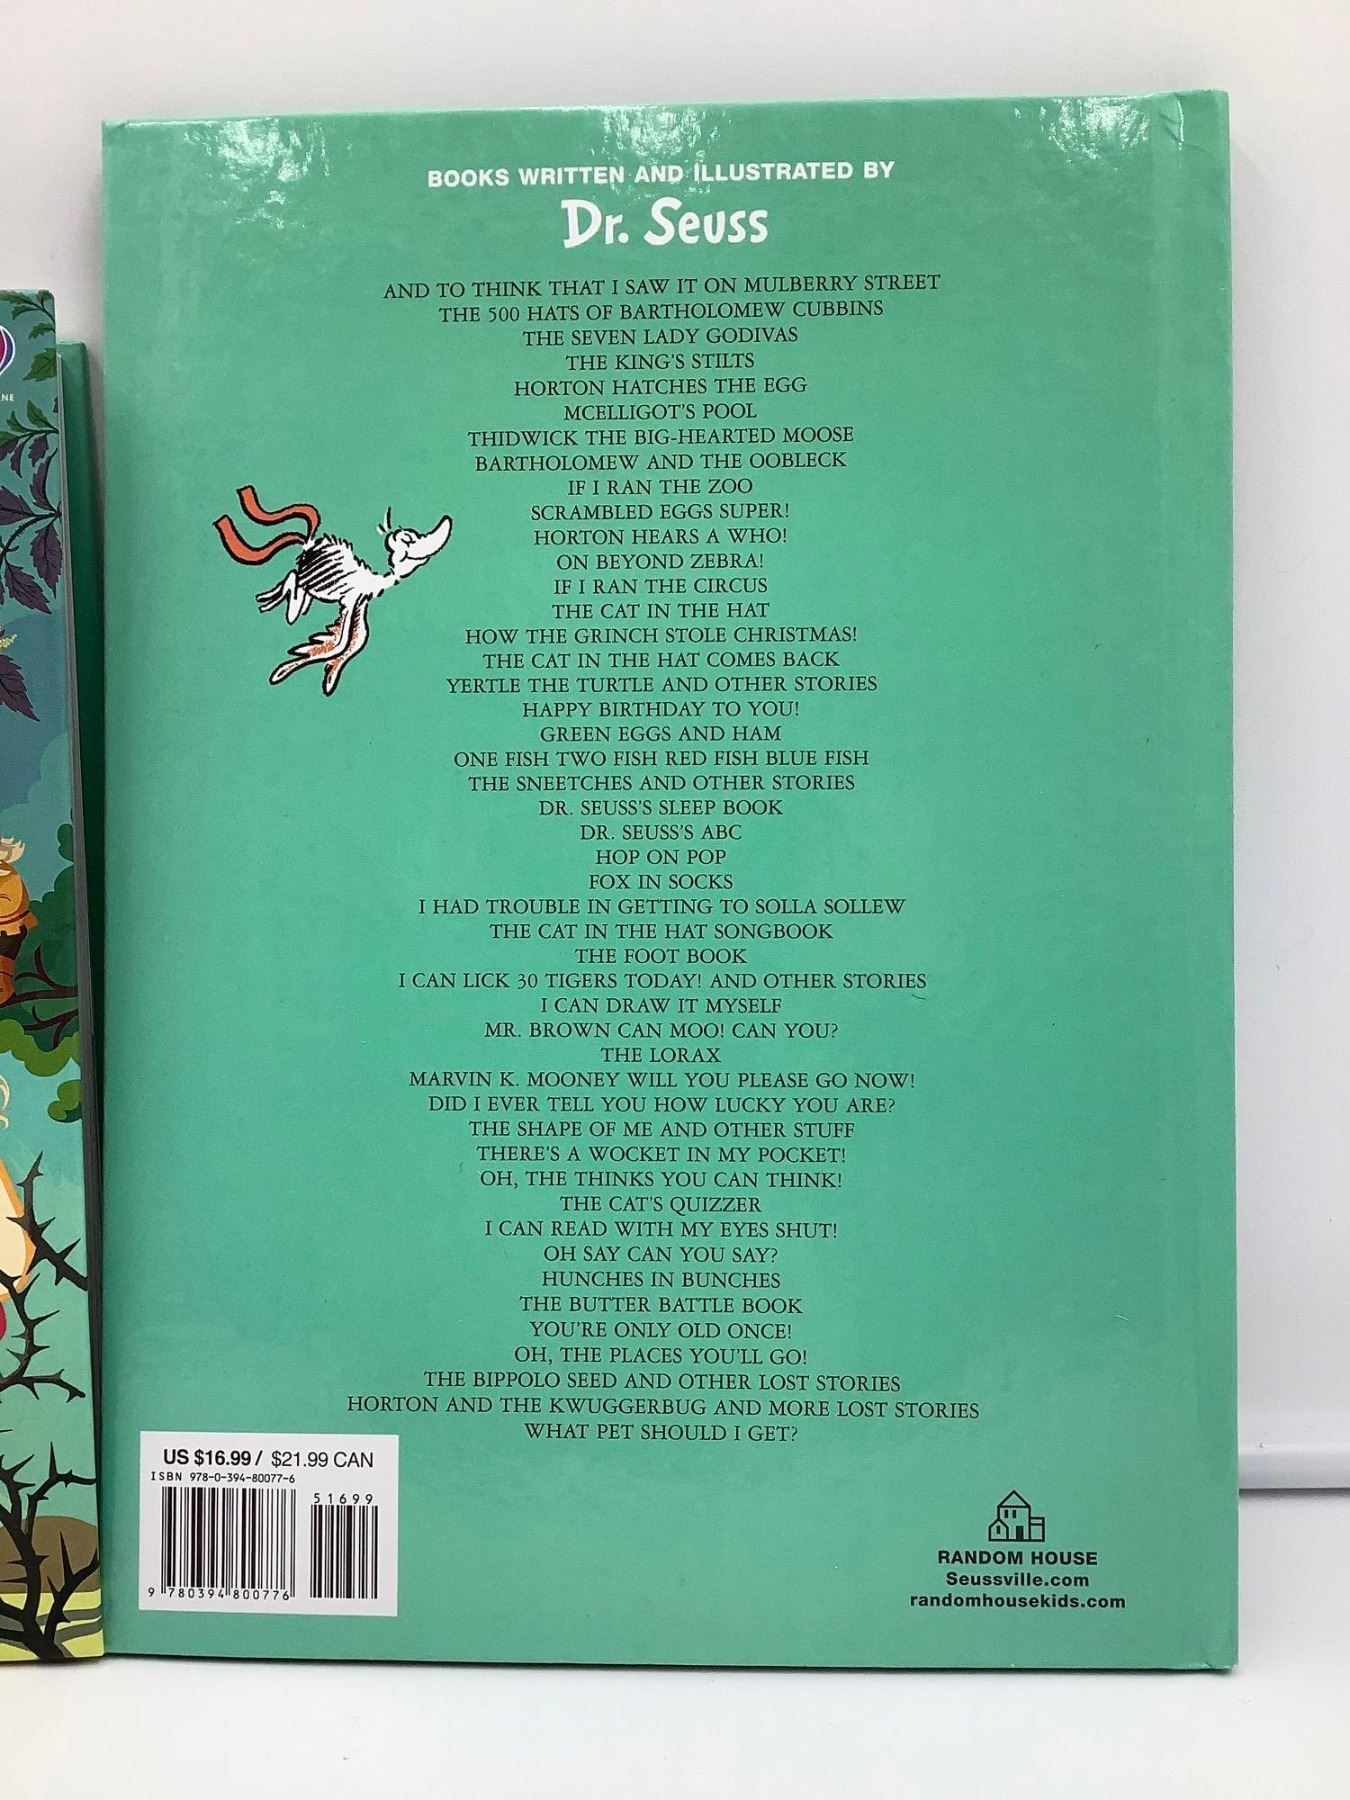 NE
BOOKS WRITTEN AND ILLUSTRATED BY
Dr. Seuss
AND TO THINK THAT I SAW IT ON MULBERRY STREET
THE 500 HATS OF BARTHOLOMEW CUBBINS
THE SEVEN LADY GODIVAS
THE KING'S STILTS
HORTON HATCHES THE EGG
MCELLIGOT'S POOL
THIDWICK THE BIG-HEARTED MOOSE
BARTHOLOMEW AND THE OOBLECK
IF I RAN THE ZOO
SCRAMBLED EGGS SUPER!
HORTON HEARS A WHO!
ON BEYOND ZEBRA!
IF I RAN THE CIRCUS
THE CAT IN THE HAT
HOW THE GRINCH STOLE CHRISTMAS!
THE CAT IN THE HAT COMES BACK
YERTLE THE TURTLE AND OTHER STORIES
HAPPY BIRTHDAY TO YOU!
GREEN EGGS AND HAM
ONE FISH TWO FISH RED FISH BLUE FISH
THE SNEETCHES AND OTHER STORIES
DR. SEUSS'S SLEEP BOOK
DR. SEUSS'S ABC
HOP ON POP
FOX IN SOCKS
I HAD TROUBLE IN GETTING TO SOLLA SOLLEW
THE CAT IN THE HAT SONGBOOK
THE FOOT BOOK
I CAN LICK 30 TIGERS TODAY! AND OTHER STORIES
I CAN DRAW IT MYSELF
MR. BROWN CAN MOO! CAN YOU?
THE LORAX
MARVIN K. MOONEY WILL YOU PLEASE GO NOW!
DID I EVER TELL YOU HOW LUCKY YOU ARE?
THE SHAPE OF ME AND OTHER STUFF
THERE'S A WOCKET IN MY POCKET!
OH, THE THINKS YOU CAN THINK!
THE CAT'S QUIZZER
I CAN READ WITH MY EYES SHUT!
OH SAY CAN YOU SAY?
HUNCHES IN BUNCHES
THE BUTTER BATTLE BOOK
YOU'RE ONLY OLD ONCE!
OH, THE PLACES YOU'LL GO!
THE BIPPOLO SEED AND OTHER LOST STORIES
HORTON AND THE KWUGGERBUG AND MORE LOST STORIES
WHAT PET SHOULD I GET?
US $16.99 / $21.99 CAN
ISBN 978-0-394-80077-6
51699
9 780394 800776
RANDOM HOUSE
Seussville.com
randomhousekids.com